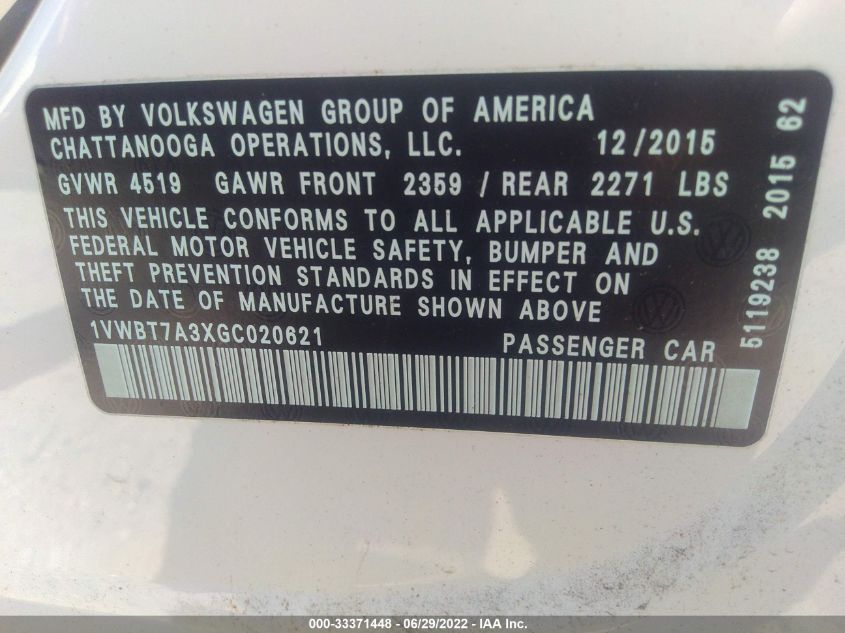 MFD BY VOLKSWAGEN GROUP OF AMERICA
CHATTANOOGA OPERATIONS, LLC. 12/2015
GVWR 4519 GAWR FRONT 2359 / REAR 2271 LBS
THIS VEHICLE CONFORMS TO ALL APPLICABLE U.S.
FEDERAL MOTOR VEHICLE SAFETY, BUMPER AND
THEFT PREVENTION STANDARDS IN EFFECT ON
THE DATE OF MANUFACTURE SHOWN ABOVE
1VWBT7A3XGC020621 PASSENGER CAR
5119238 2015 62
000-33371448 - 06/29/2022 - IAA Inc.